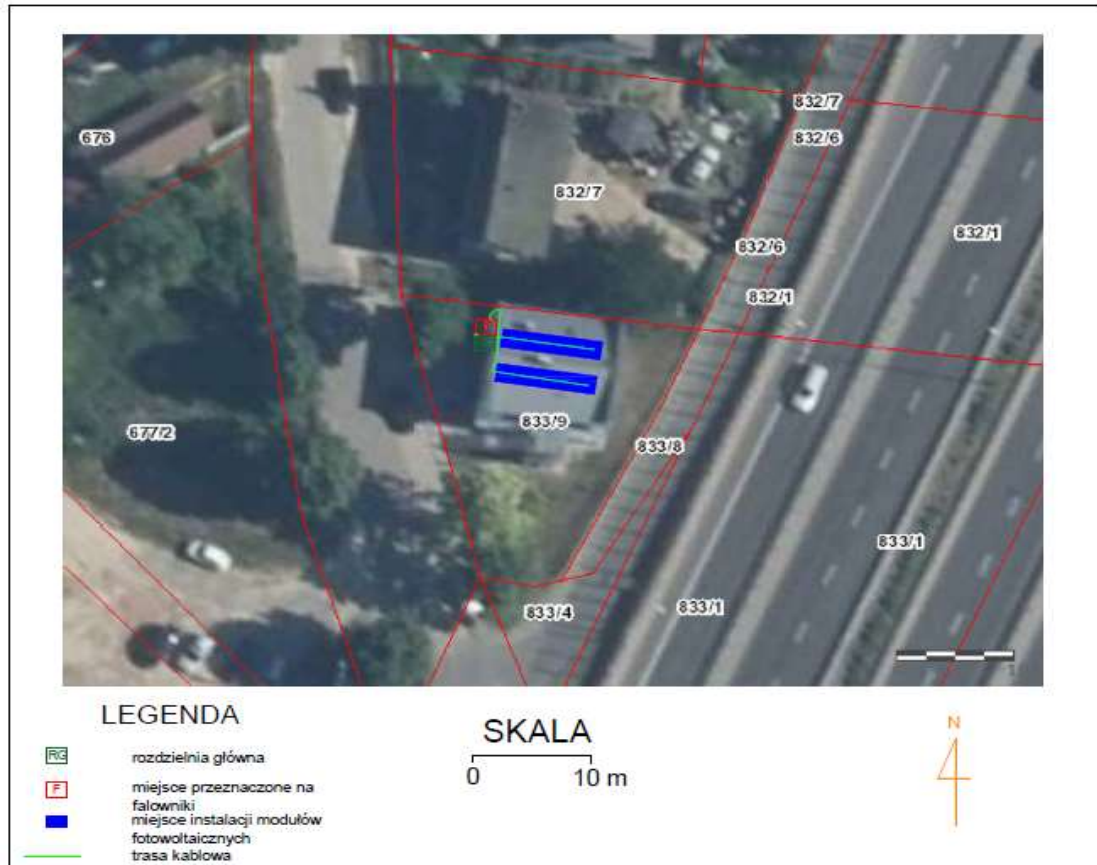 832/7
676
832/6
832/7
832/1
832/6
832/1
833/9
677/2
833/8
833/1
833/4
833/1
LEGENDA
SKALA
N
RG
rozdzielnia główna
0
10 m
F
miejsce przeznaczone na
falowniki
miejsce instalacji modułów
fotowoltaicznych
trasa kablowa